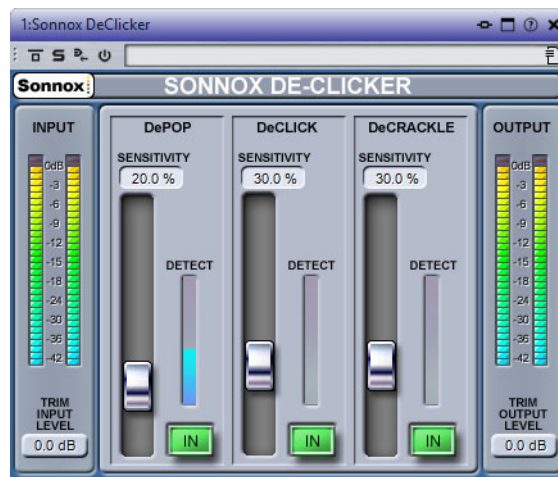 1:Sonnox DeClicker
Sonnox
SONNOX DE-CLICKER
INPUT
0dB
-3
-6
-9
-12
-15
-18
-24
-30
-36
-42
TRIM
INPUT
LEVEL
0.0 dB
DePOP
SENSITIVITY
20.0 %
DETECT
IN
DeCLICK
SENSITIVITY
30.0 %
DETECT
IN
DeCRACKLE
SENSITIVITY
30.0 %
DETECT
IN
OUTPUT
0dB
-3
-6
-9
-12
-15
-18
-24
-30
-36
-42
TRIM
OUTPUT
LEVEL
0.0 dB